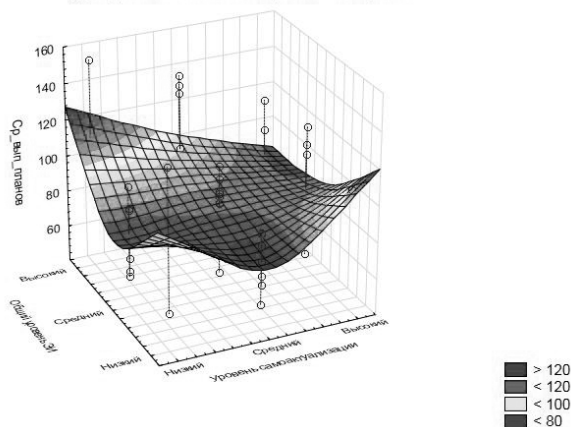 160
140
120
100
80
60
Ср_вып_планов
Высокий
Средний
Низкий
Общий уровень ЭИ
Низкий
Средний
Высокий
Уровень самоактуализации
> 120
< 120
< 100
< 80